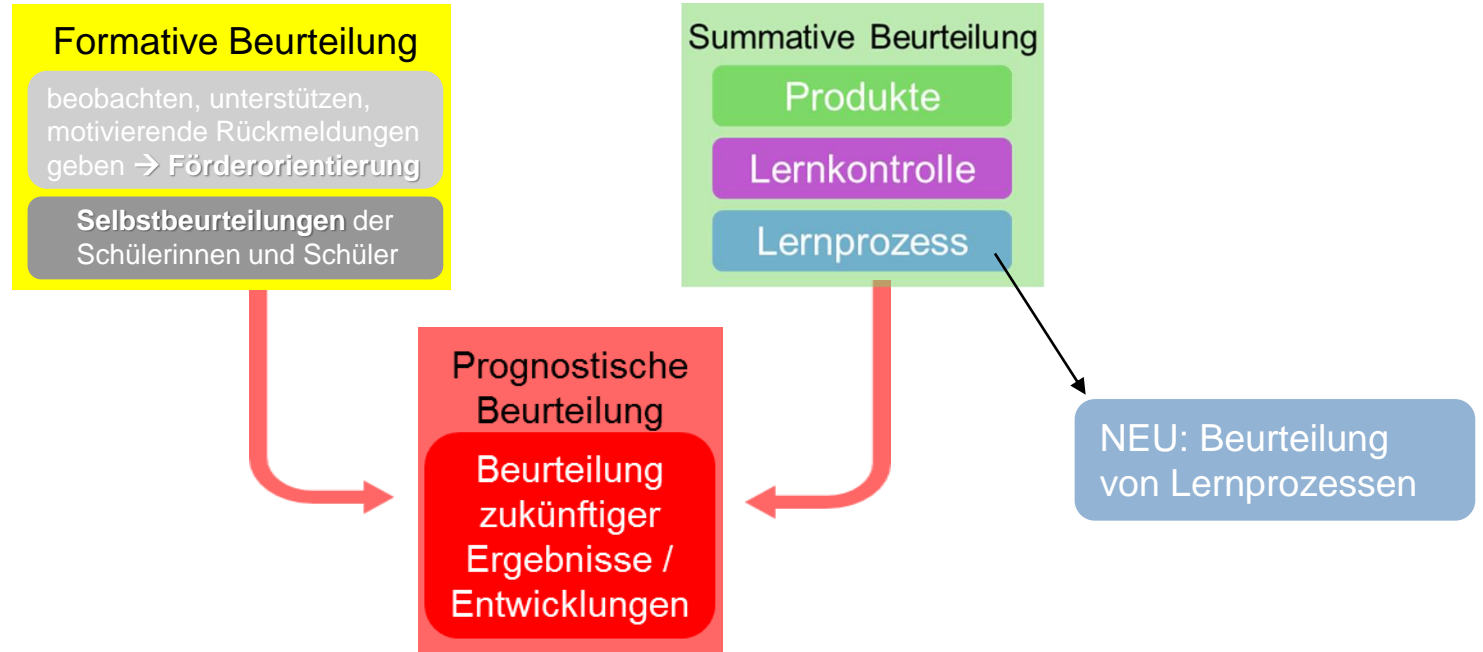 Formative Beurteilung
beobachten, unterstützen,
motivierende Rückmeldungen
geben → Förderorientierung
Selbstbeurteilungen der
Schülerinnen und Schüler
Summative Beurteilung
Produkte
Lernkontrolle
Lernprozess
Prognostische
Beurteilung
Beurteilung
zukünftiger
Ergebnisse /
Entwicklungen
NEU: Beurteilung
von Lernprozessen